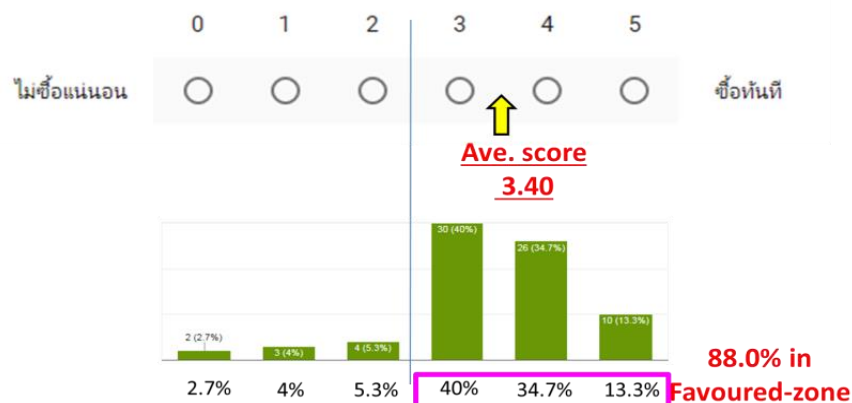 0 1 2 3 4 5
ไม่ซื้อแน่นอน ซื้อทันที
Ave. score
3.40
30 (40%)
26 (34.7%)
10 (13.3%)
2 (2.7%)
3 (4%)
4 (5.3%)
88.0% in
2.7% 4% 5.3% 40% 34.7% 13.3% Favoured-zone